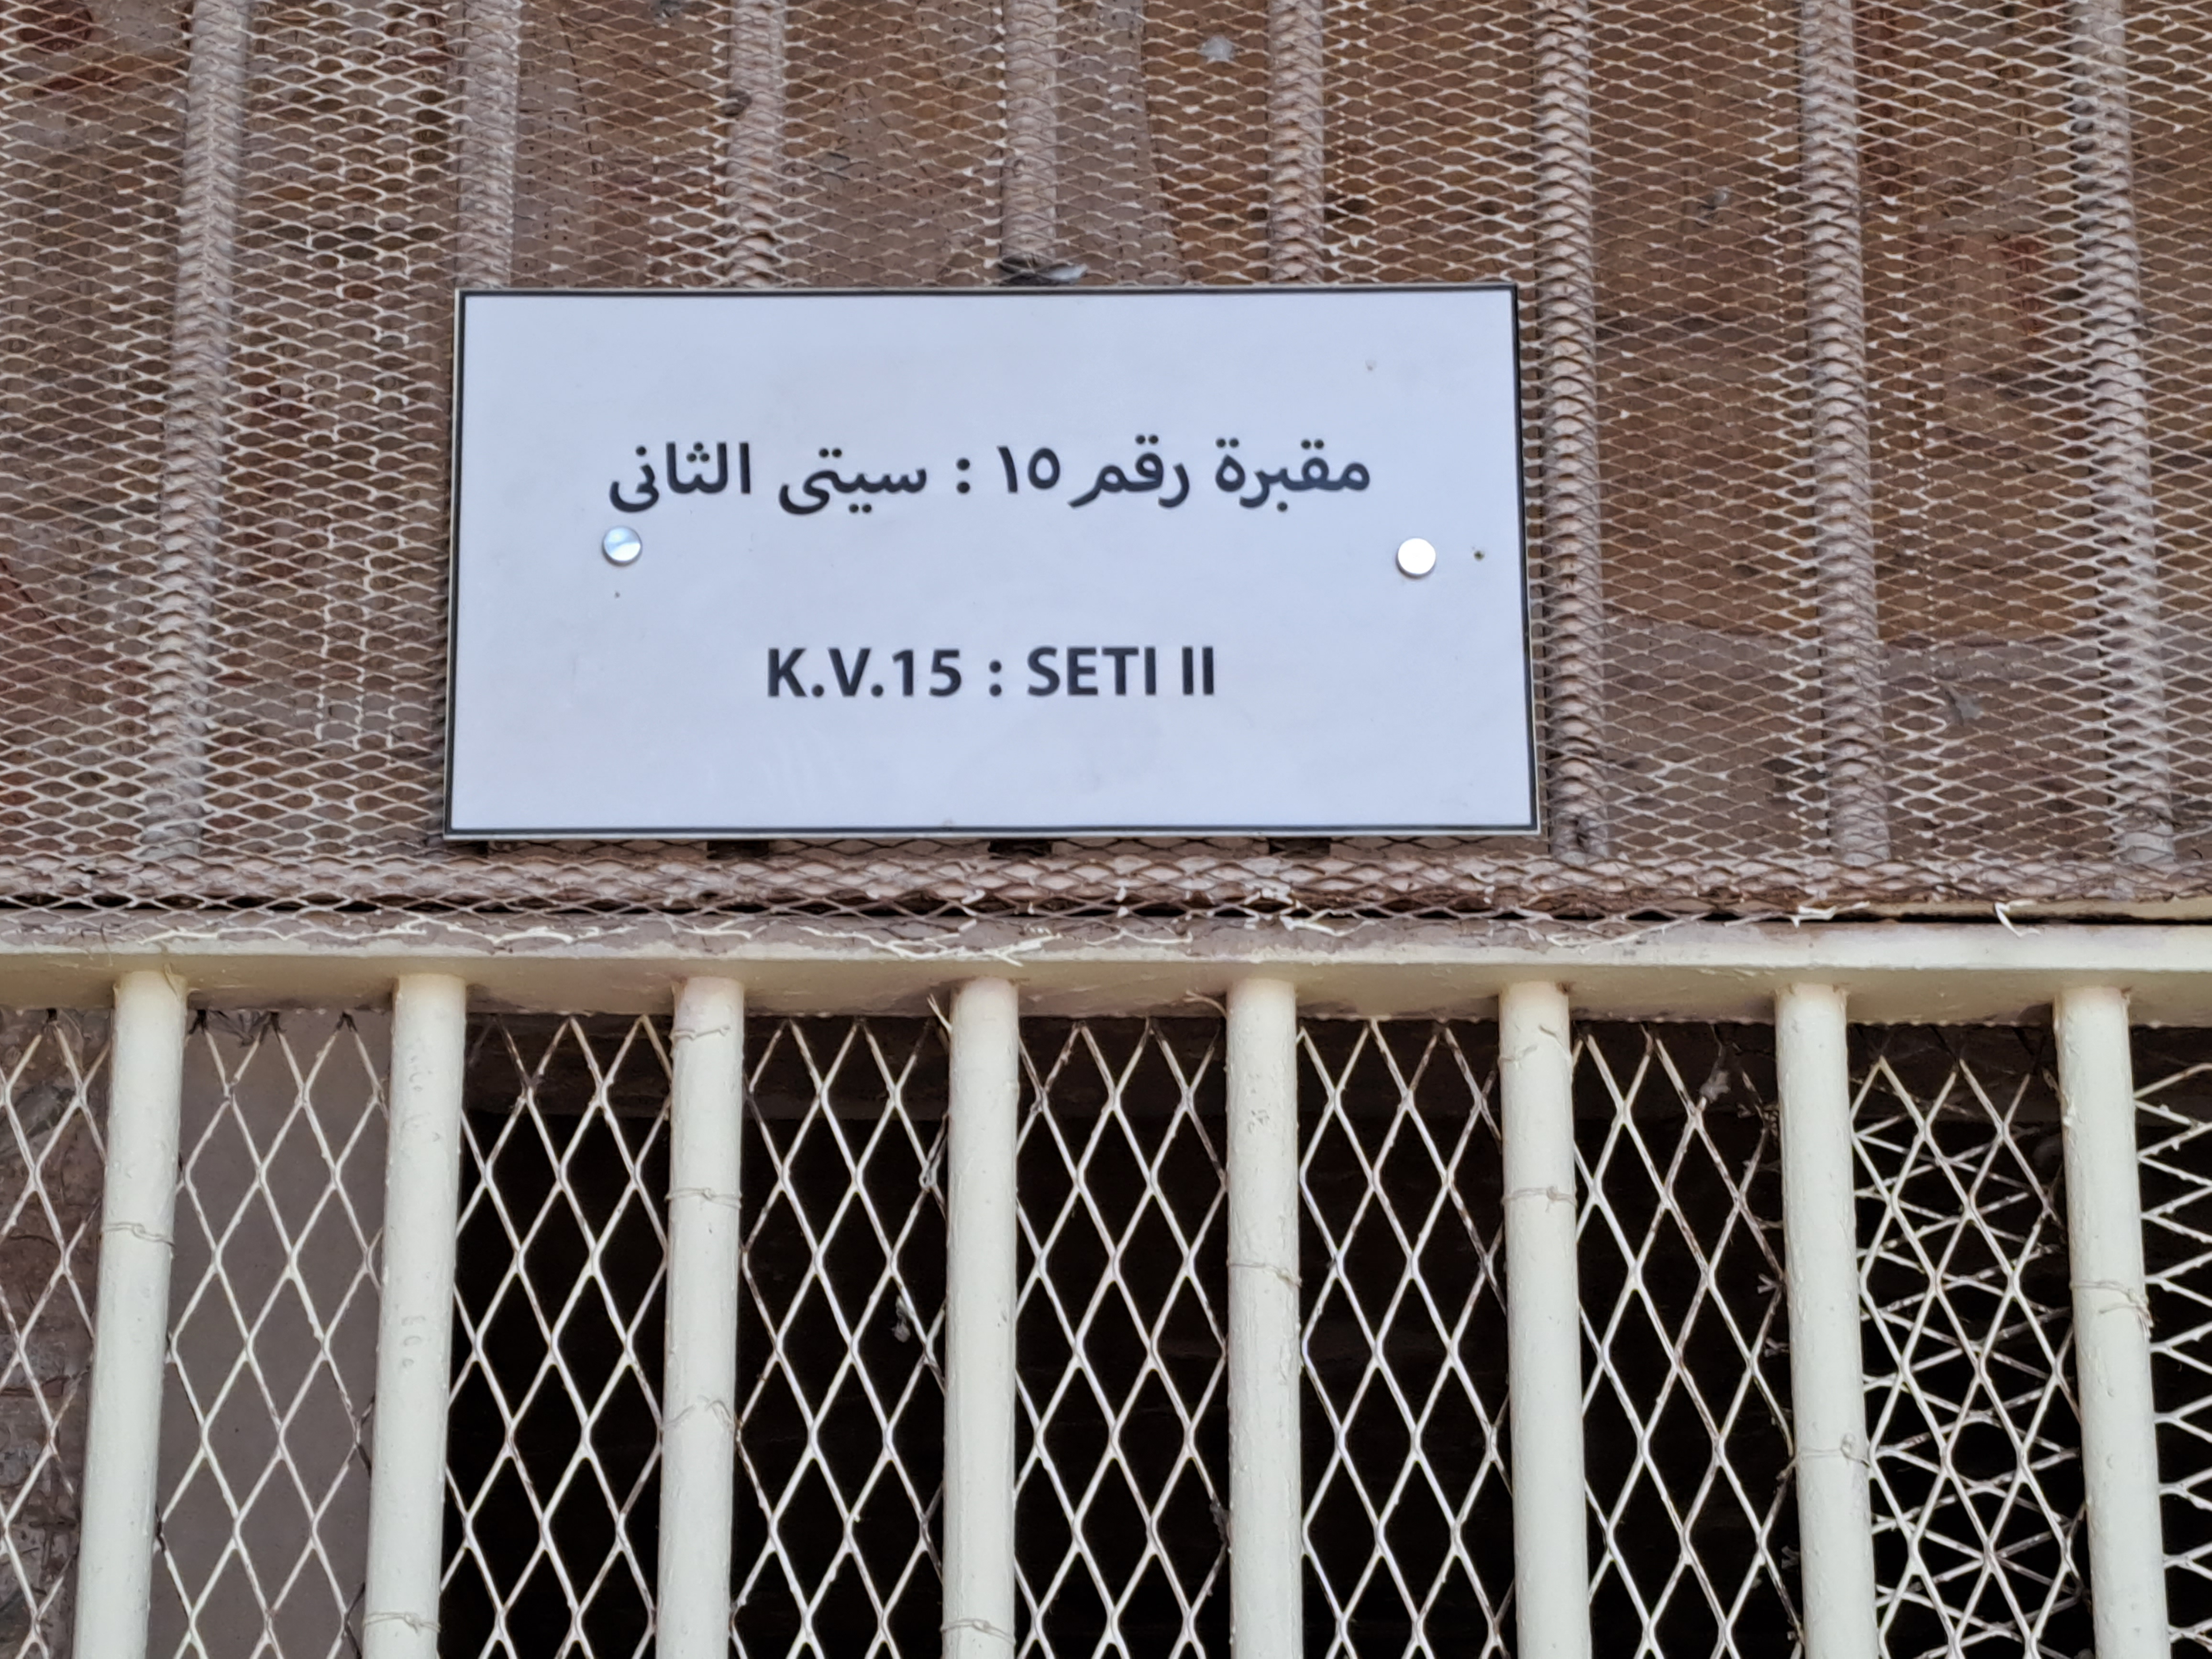 مقبرة رقم ١٥ : سيتى الثانى
K.V.15 : SETI II